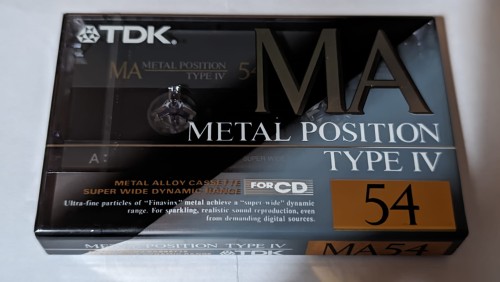 TDK.
MA
MA METAL POSITION TYPE IV 54
METAL POSITION
TYPE IV
A:
METAL ALLOY CASSETTE
SUPER WIDE DYNAMIC RANGE
FOR CD
54
Ultra-fine particles of "Finavinx" metal achieve a "super wide" dynamic
range. For sparkling, realistic sound reproduction, even
from demanding digital sources.
METAL POSITION TYPE IV
TDK
MA54